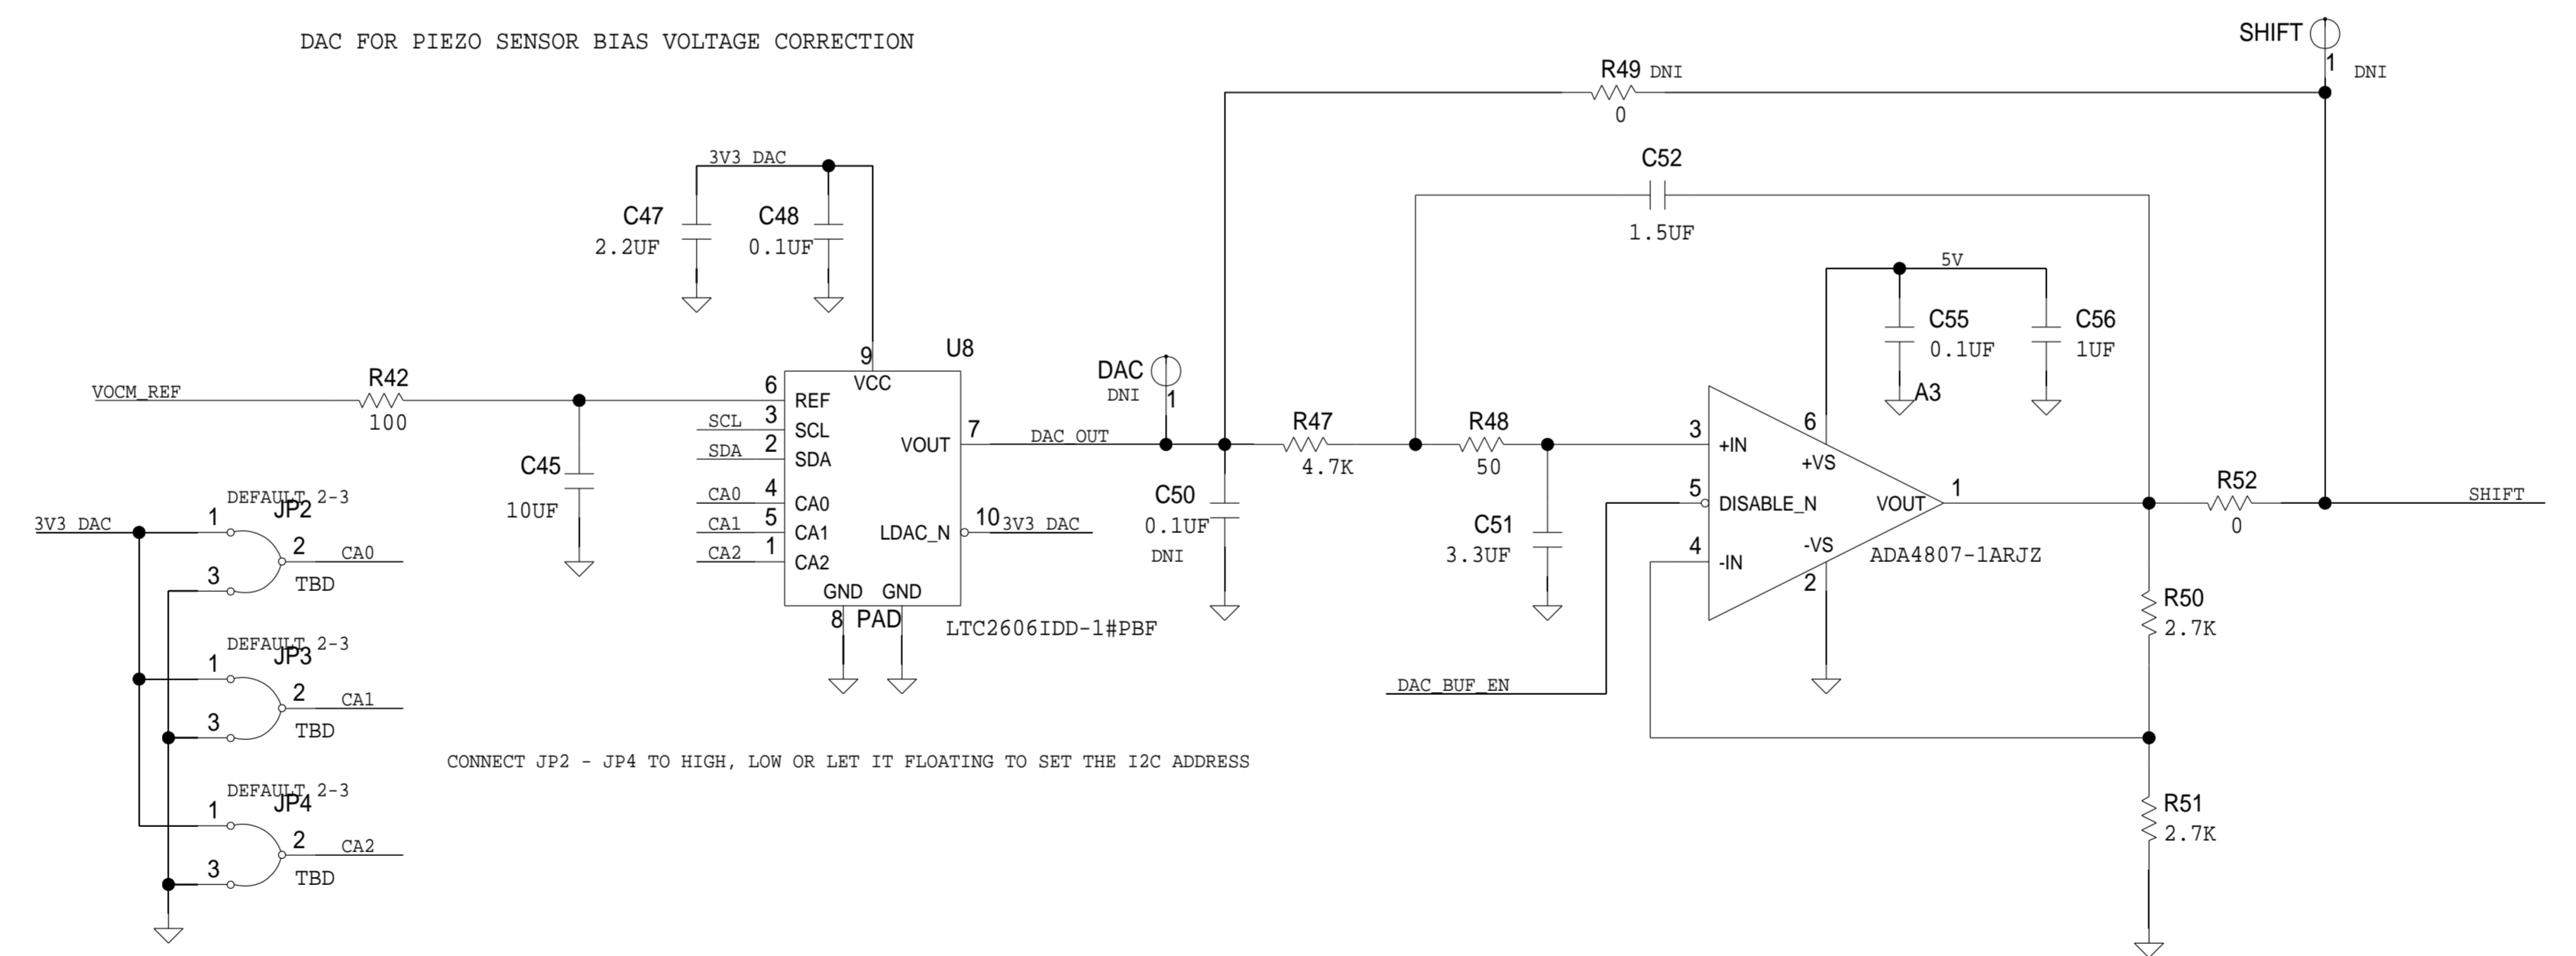 DAC FOR PIEZO SENSOR BIAS VOLTAGE CORRECTION
SHIFT
1
DNI
R49 DNI
0
C52
1.5UF
3V3_DAC
C47
2.2UF
C48
0.1UF
5V
C55
0.1UF
C56
1UF
A3
VOCM_REF
R42
100
C45
10UF
U8
9
VCC
6
REF
SCL
3
SCL
SDA
2
SDA
CA0
4
CA0
CA1
5
CA1
CA2
1
CA2
VOUT
7
LDAC_N
10
3V3_DAC
GND
GND
8
PAD
LTC2606IDD-1#PBF
DAC_OUT
DAC
DNI
1
C50
0.1UF
DNI
R47
4.7K
R48
50
C51
3.3UF
3
+IN
5
DISABLE_N
4
-IN
6
+VS
-VS
2
VOUT
1
ADA4807-1ARJZ
DAC_BUF_EN
R52
0
SHIFT
R50
2.7K
R51
2.7K
3V3_DAC
DEFAULT 2-3
JP2
1
2
3
CA0
TBD
DEFAULT 2-3
JP3
1
2
3
CA1
TBD
DEFAULT 2-3
JP4
1
2
3
CA2
TBD
CONNECT JP2 - JP4 TO HIGH, LOW OR LET IT FLOATING TO SET THE I2C ADDRESS